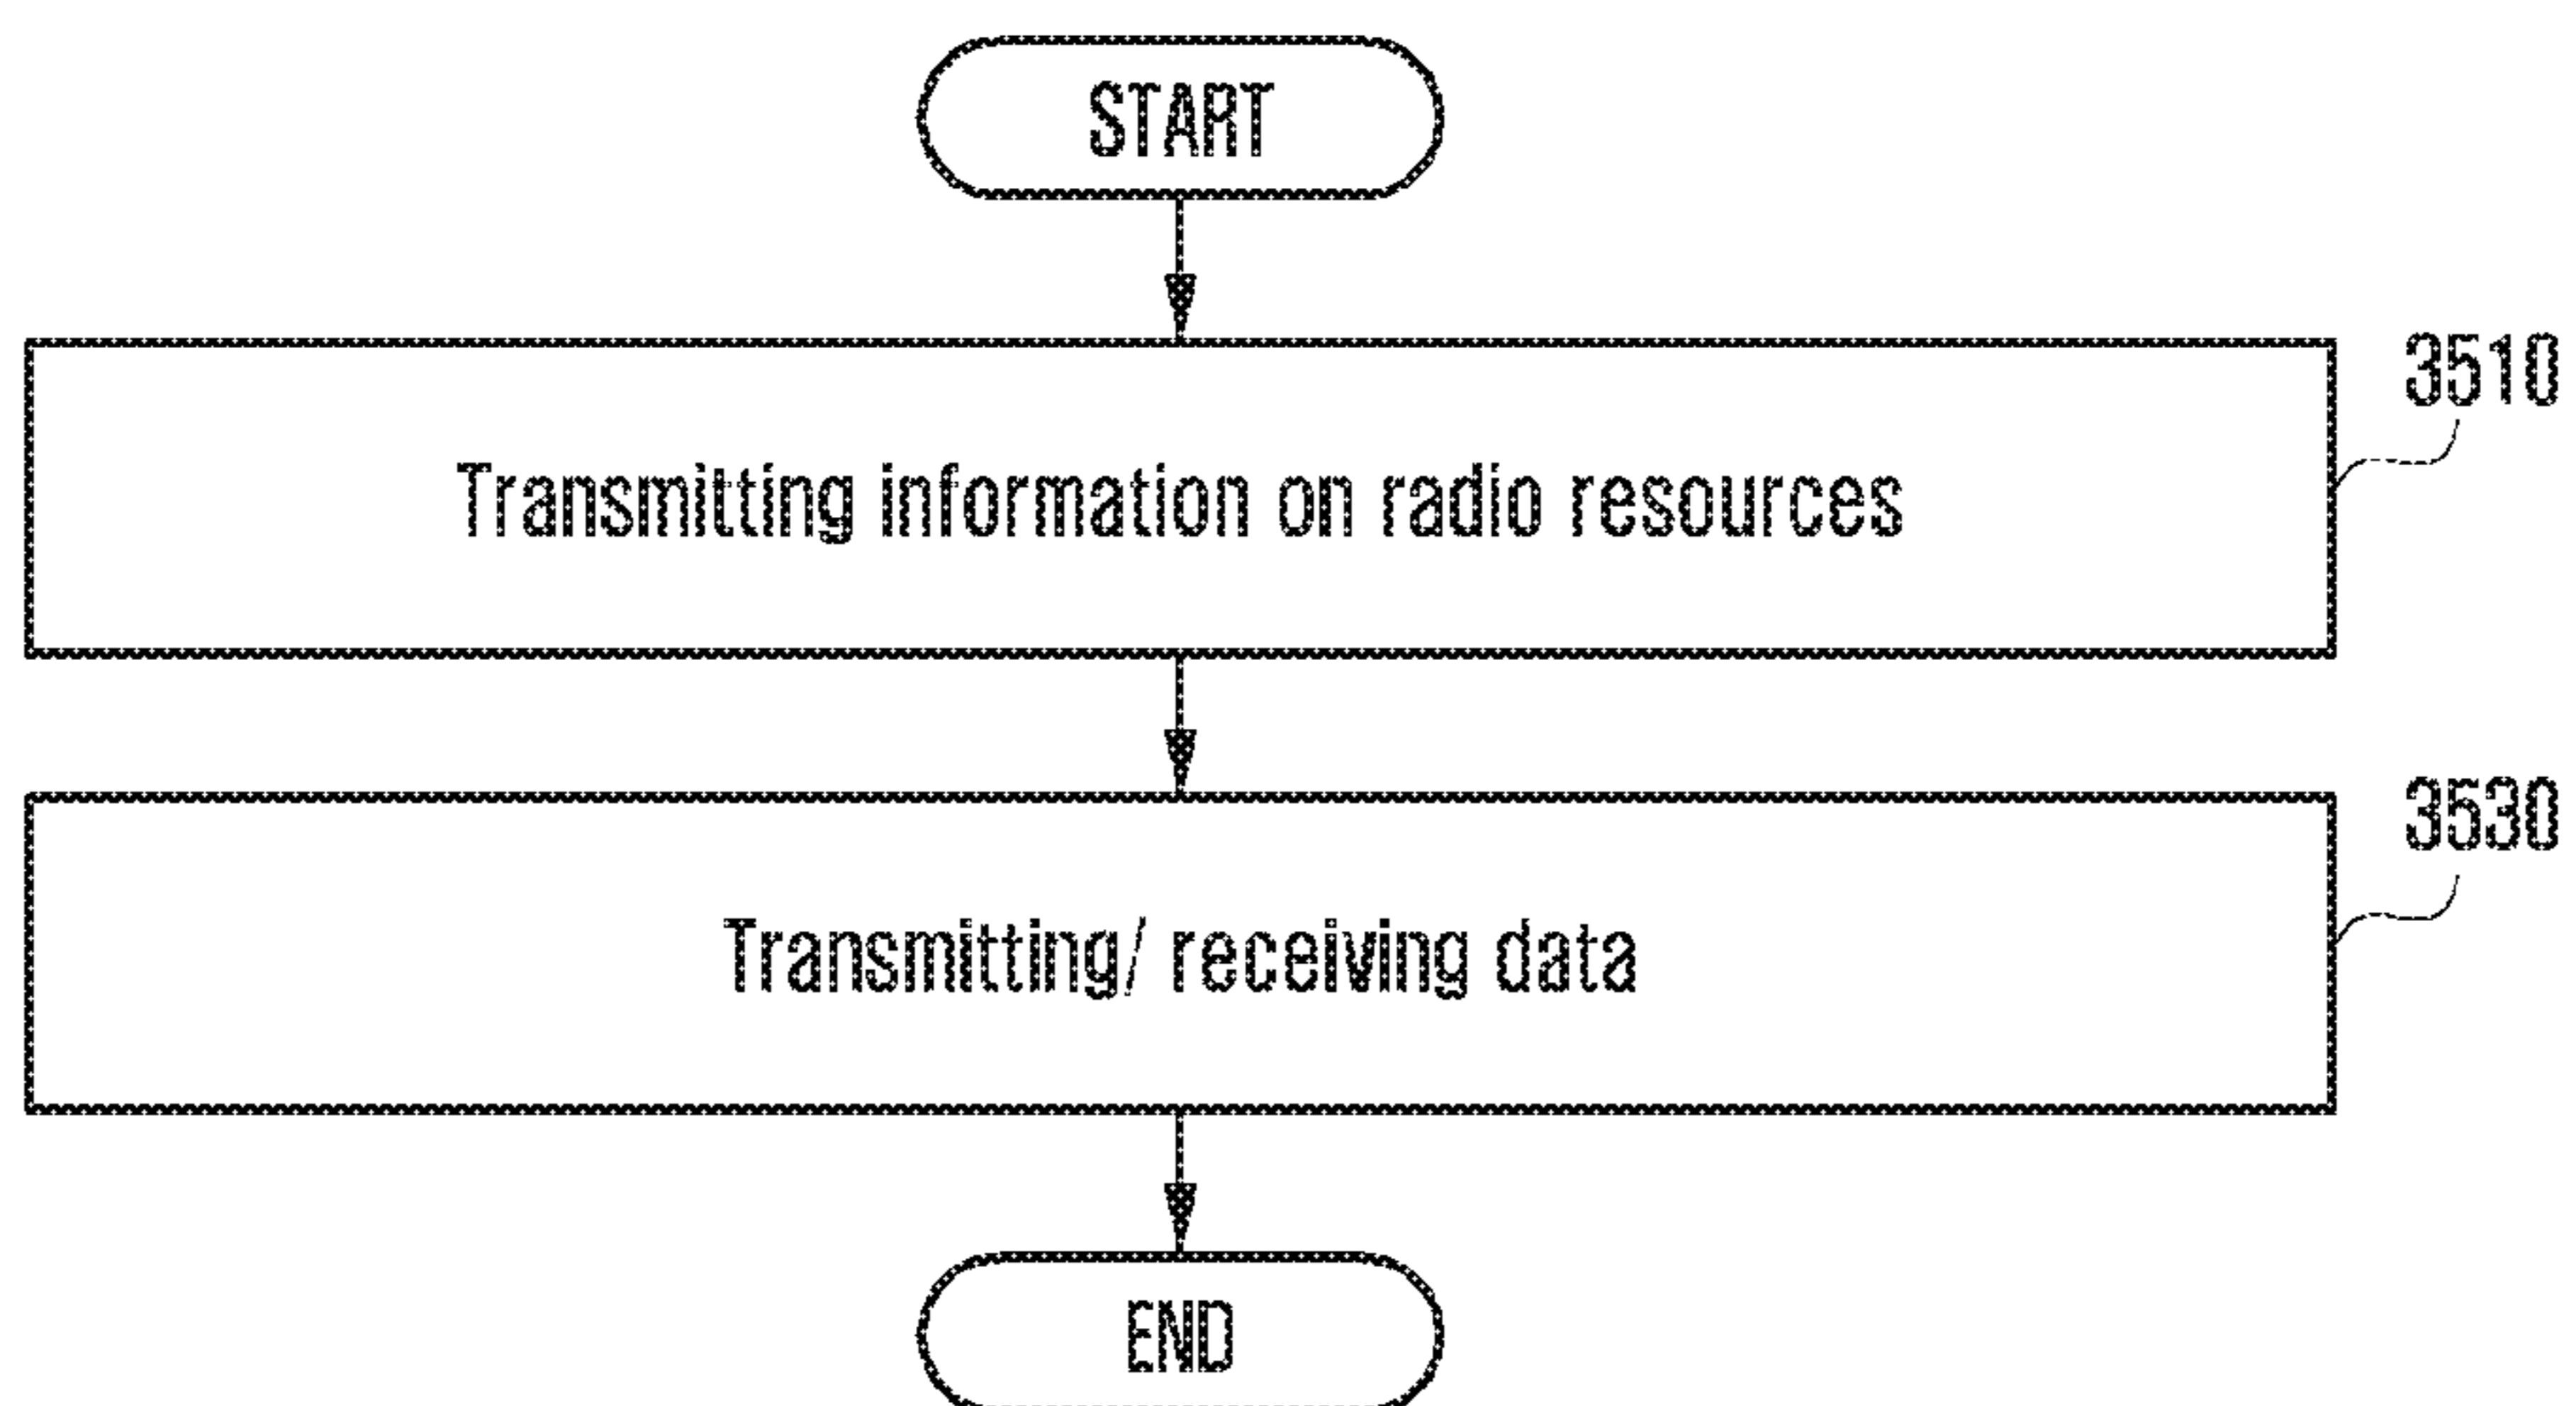 START
3510
Transmitting information on radio resources
3530
Transmitting/ receiving data
END